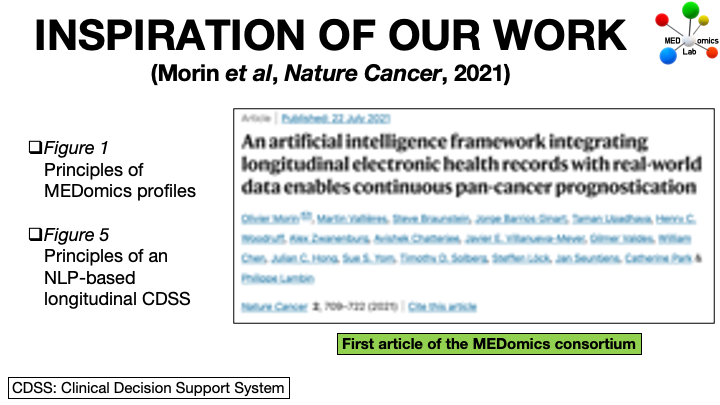 INSPIRATION OF OUR WORK
(Morin et al, Nature Cancer, 2021)
MEDomics
Lab
❑Figure 1
Principles of
MEDomics profiles
❑Figure 5
Principles of an
NLP-based
longitudinal CDSS
Article | Published: 22 July 2021
An artificial intelligence framework integrating
longitudinal electronic health records with real-world
data enables continuous pan-cancer prognostication
Olivier Morin, Martin Vallières, Steve Braunstein, Jorge Barrios Ginart, Taman Upadhaya, Henry C.
Woodruff, Alex Zwanenburg, Avishek Chatterjee, Javier E. Villanueva-Meyer, Gilmer Valdes, William
Chen, Julian C. Hong, Sue S. Yom, Timothy D. Solberg, Steffen Löck, Jan Seuntjens, Catherine Park &
Philippe Lambin
Nature Cancer 2, 709–722 (2021) | Cite this article
First article of the MEDomics consortium
CDSS: Clinical Decision Support System